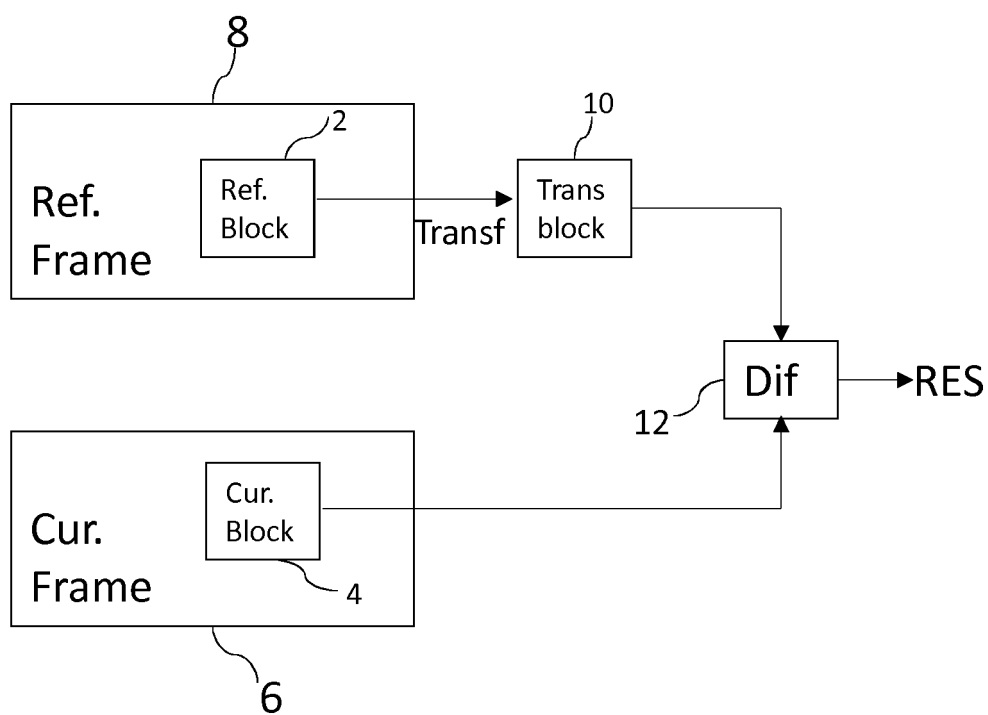 8
2
10
Ref.
Frame
Ref.
Block
Transf
Trans
block
12
Dif
RES
Cur.
Frame
Cur.
Block
4
6